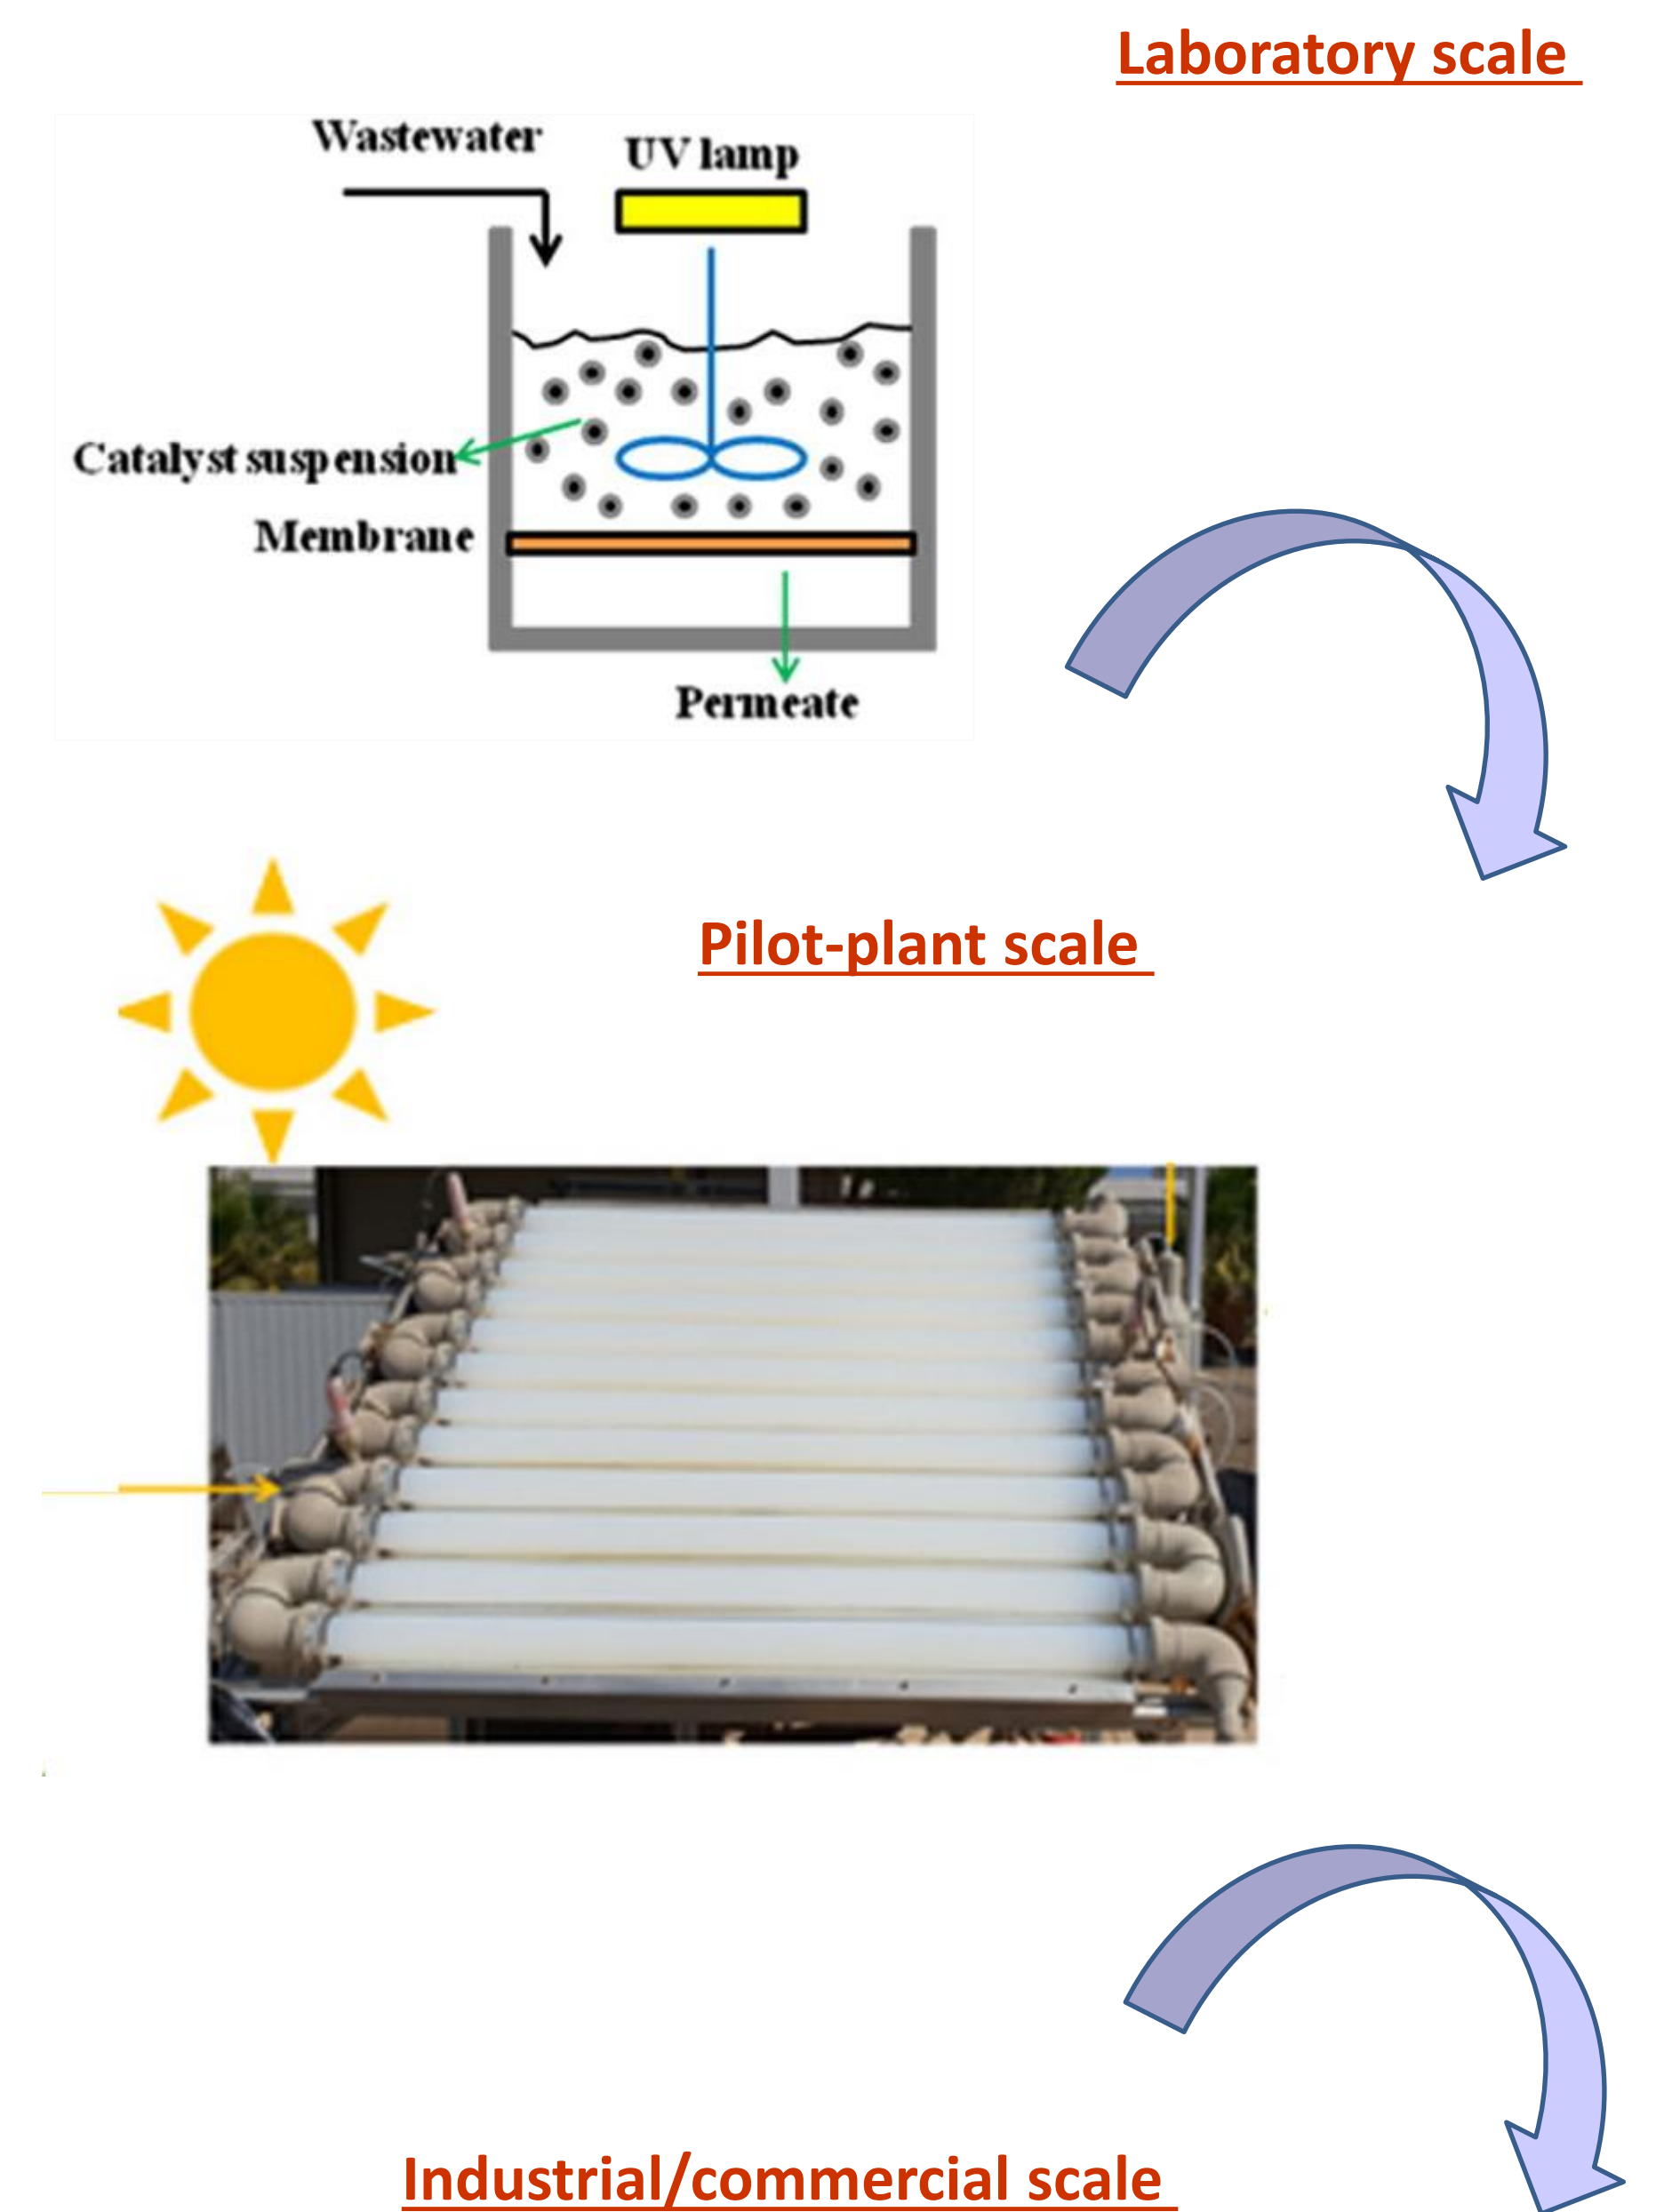 Laboratory scale
Wastewater
UV lamp
Catalyst suspension
Membrane
Permeate
Pilot-plant scale
Industrial/commercial scale